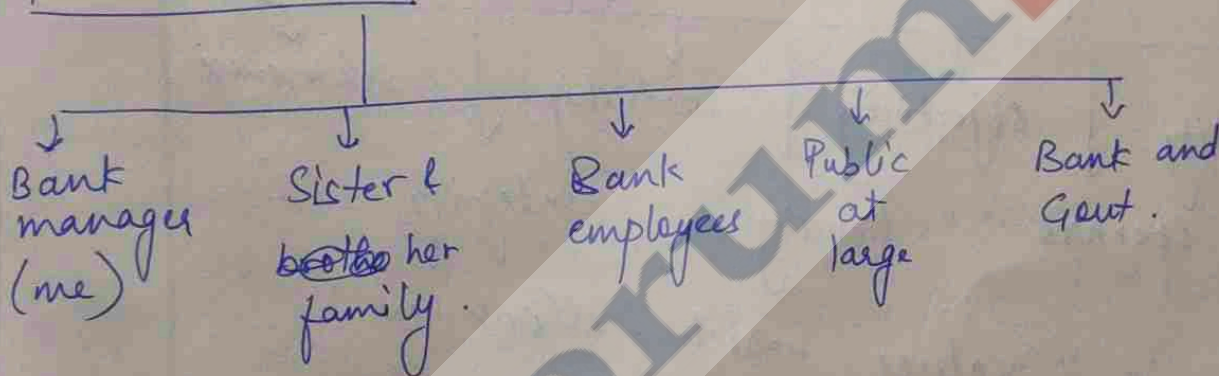 Bank
manager
(me)
Sister &
her
family.
Bank
employees
Public
at
large
Bank and
Govt.